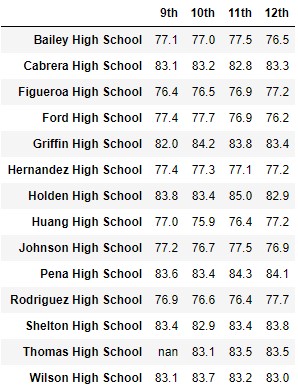 9th 10th 11th 12th
Bailey High School 77.1 77.0 77.5 76.5
Cabrera High School 83.1 83.2 82.8 83.3
Figueroa High School 76.4 76.5 76.9 77.2
Ford High School 77.4 77.7 76.9 76.2
Griffin High School 82.0 84.2 83.8 83.4
Hernandez High School 77.4 77.3 77.1 77.2
Holden High School 83.8 83.4 85.0 82.9
Huang High School 77.0 75.9 76.4 77.2
Johnson High School 77.2 76.7 77.5 76.9
Pena High School 83.6 83.4 84.3 84.1
Rodriguez High School 76.9 76.6 76.4 77.7
Shelton High School 83.4 82.9 83.4 83.8
Thomas High School nan 83.1 83.5 83.5
Wilson High School 83.1 83.7 83.2 83.0